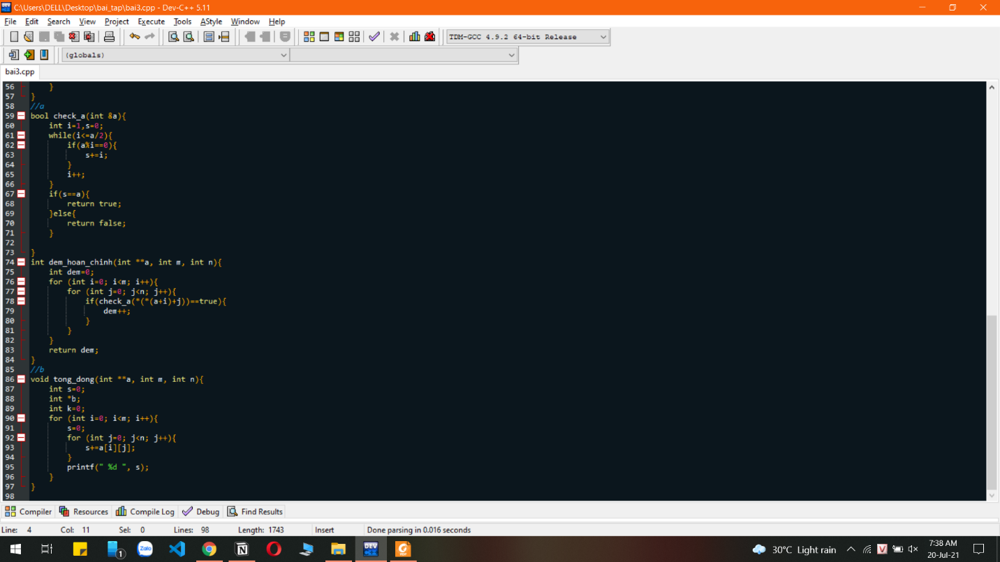 C:\Users\DELL\Desktop\bai_tap\bai3.cpp - Dev-C++ 5.11
File Edit Search View Project Execute Tools AStyle Window Help
TDM-GCC 4.9.2 64-bit Release
(globals)
bai3.cpp
56 }
57 }
58 //a
59 bool check_a(int &a){
60 int i=1,s=0;
61 while(i<=a/2){
62 if(a%i==0){
63 s+=i;
64 }
65 i++;
66 }
67 if(s==a){
68 return true;
69 }else{
70 return false;
71 }
72
73 }
74 int dem_hoan_chinh(int **a, int m, int n){
75 int dem=0;
76 for (int i=0; i<m; i++){
77 for (int j=0; j<n; j++){
78 if(check_a(*(*(a+i)+j))==true){
79 dem++;
80 }
81 }
82 }
83 return dem;
84 }
85 //b
86 void tong_dong(int **a, int m, int n){
87 int s=0;
88 int *b;
89 int k=0;
90 for (int i=0; i<m; i++){
91 s=0;
92 for (int j=0; j<n; j++){
93 s+=a[i][j];
94 }
95 printf(" %d ", s);
96 }
97 }
98
Compiler Resources Compile Log Debug Find Results
Line: 4 Col: 11 Sel: 0 Lines: 98 Length: 1743 Insert Done parsing in 0.016 seconds
1 Zalo DEV PDF 30°C Light rain V 7:38 AM
20-Jul-21